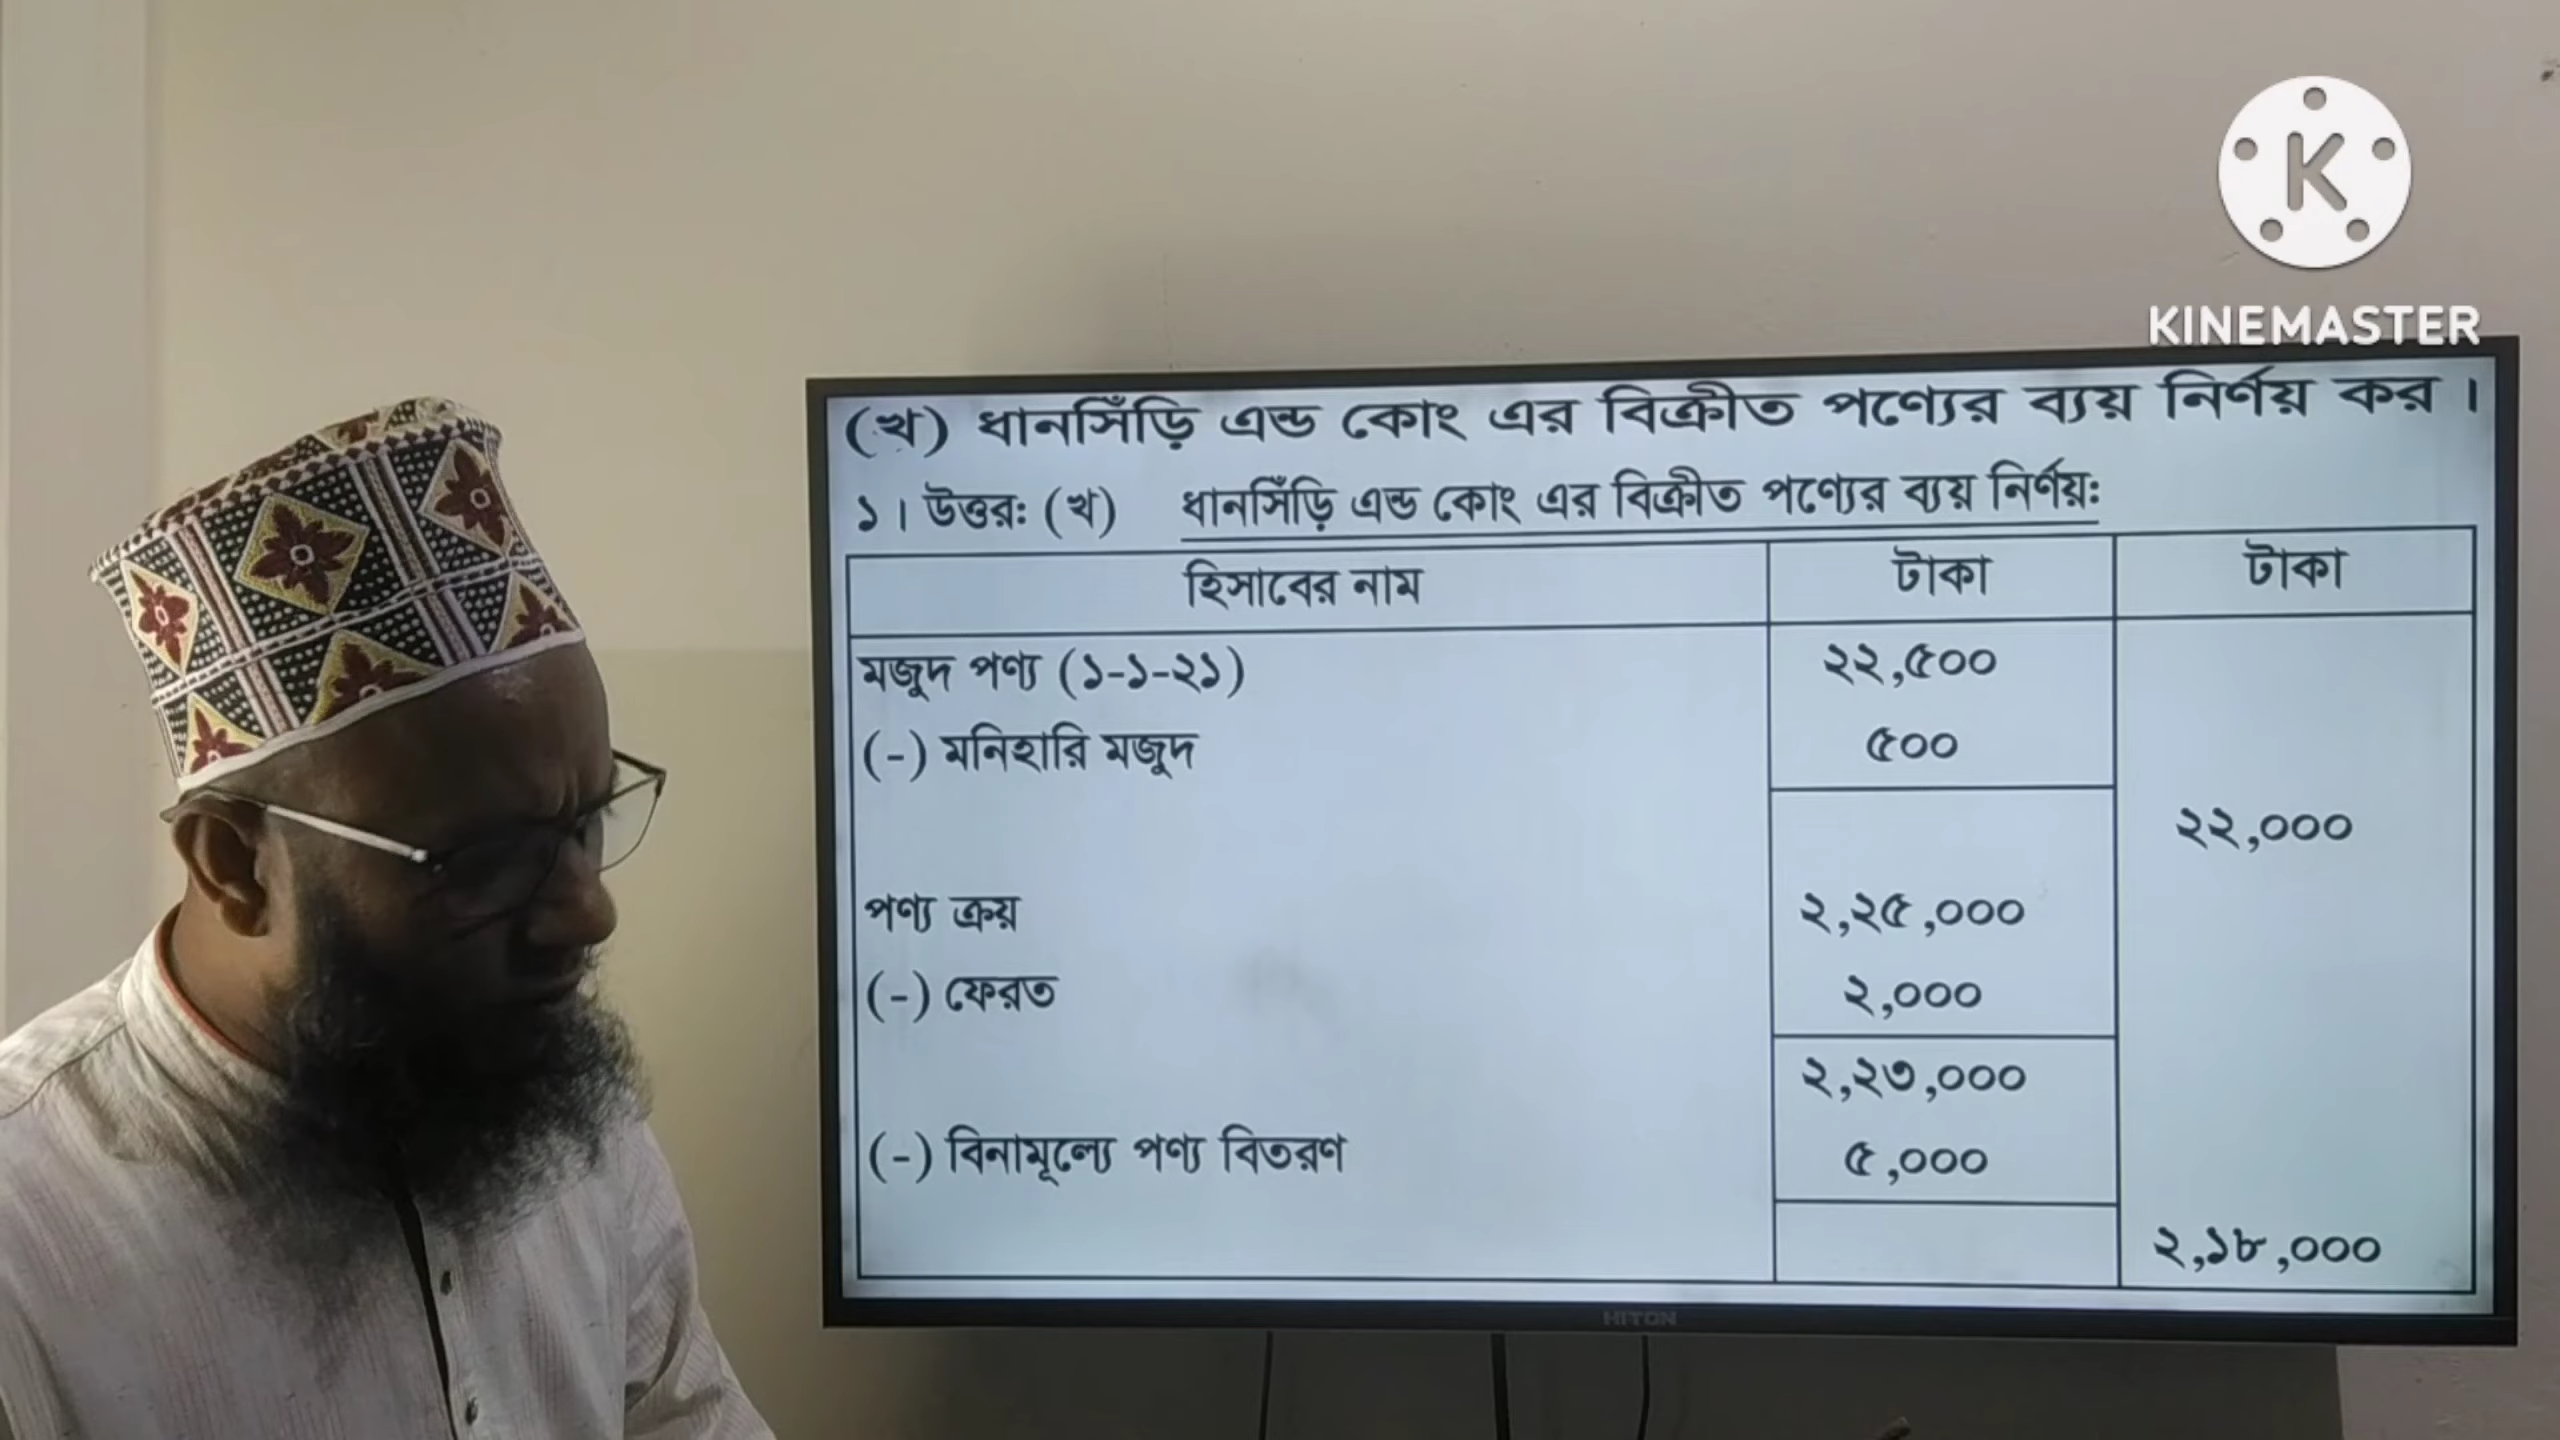 KINEMASTER
(খ) ধানসিঁড়ি এন্ড কোং এর বিক্রীত পণ্যের ব্যয় নির্ণয় কর ।
১। উত্তরঃ (খ) ধানসিঁড়ি এন্ড কোং এর বিক্রীত পণ্যের ব্যয় নির্ণয়ঃ
হিসাবের নাম টাকা টাকা
মজুদ পণ্য (১-১-২১) ২২,৫০০
(-) মনিহারি মজুদ ৫০০
২২,০০০
পণ্য ক্রয় ২,২৫,০০০
(-) ফেরত ২,০০০
২,২৩,০০০
(-) বিনামূল্যে পণ্য বিতরণ ৫,০০০
২,১৮,০০০
HITON